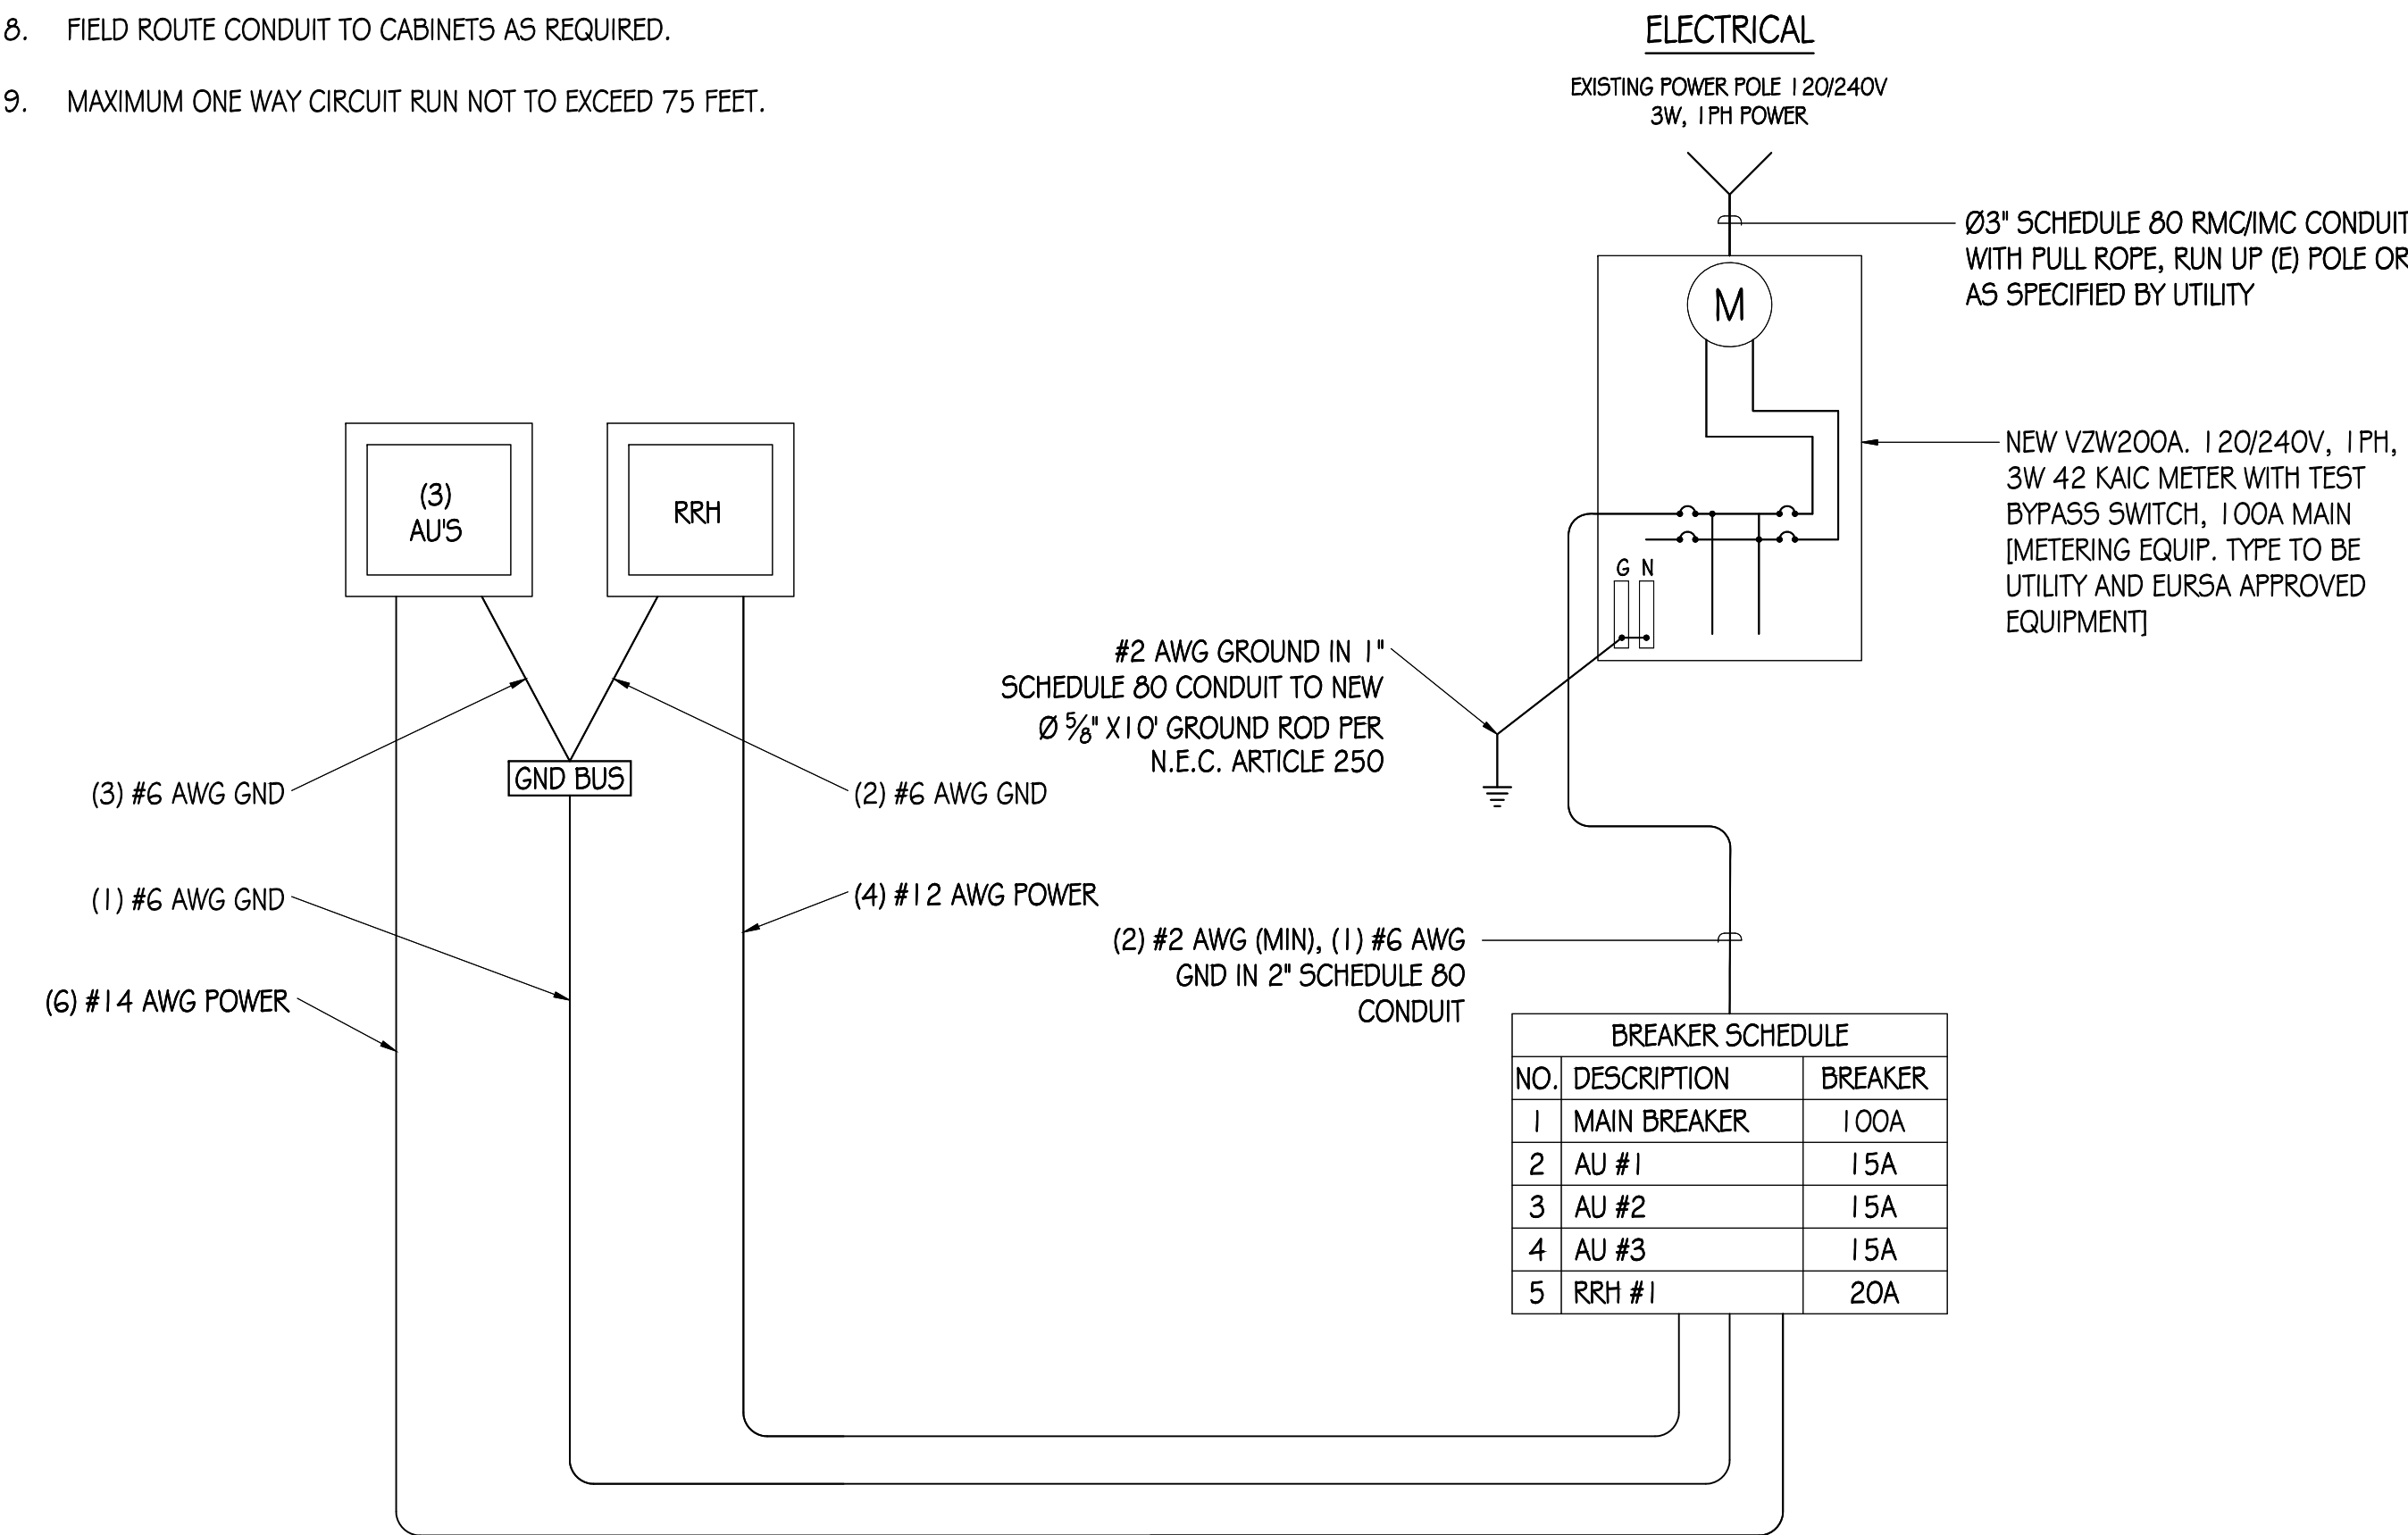 8. FIELD ROUTE CONDUIT TO CABINETS AS REQUIRED.
9. MAXIMUM ONE WAY CIRCUIT RUN NOT TO EXCEED 75 FEET.
ELECTRICAL
EXISTING POWER POLE 120/240V
3W, 1PH POWER
Ø3" SCHEDULE 80 RMC/IMC CONDUIT
WITH PULL ROPE, RUN UP (E) POLE OR
AS SPECIFIED BY UTILITY
M
NEW VZW200A. 120/240V, 1PH,
3W 42 KAIC METER WITH TEST
BYPASS SWITCH, 100A MAIN
[METERING EQUIP. TYPE TO BE
UTILITY AND EURSA APPROVED
EQUIPMENT]
G N
(3)
AU'S
RRH
#2 AWG GROUND IN 1"
SCHEDULE 80 CONDUIT TO NEW
Ø 5/8" X10' GROUND ROD PER
N.E.C. ARTICLE 250
GND BUS
(3) #6 AWG GND
(2) #6 AWG GND
(1) #6 AWG GND
(4) #12 AWG POWER
(6) #14 AWG POWER
(2) #2 AWG (MIN), (1) #6 AWG
GND IN 2" SCHEDULE 80
CONDUIT
BREAKER SCHEDULE
NO. DESCRIPTION BREAKER
1 MAIN BREAKER 100A
2 AU #1 15A
3 AU #2 15A
4 AU #3 15A
5 RRH #1 20A